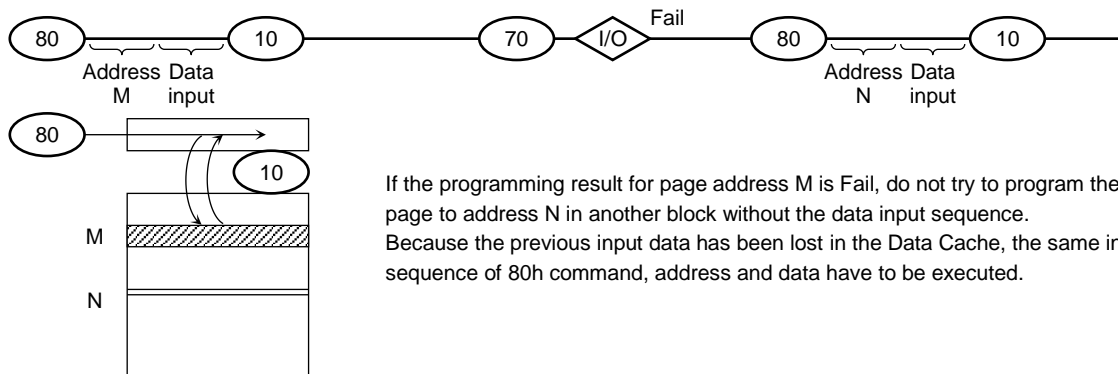 80 10 70 I/O Fail 80 10
Address Data Address Data
M input N input
80
10
If the programming result for page address M is Fail, do not try to program the
page to address N in another block without the data input sequence.
M
Because the previous input data has been lost in the Data Cache, the same in
sequence of 80h command, address and data have to be executed.
N